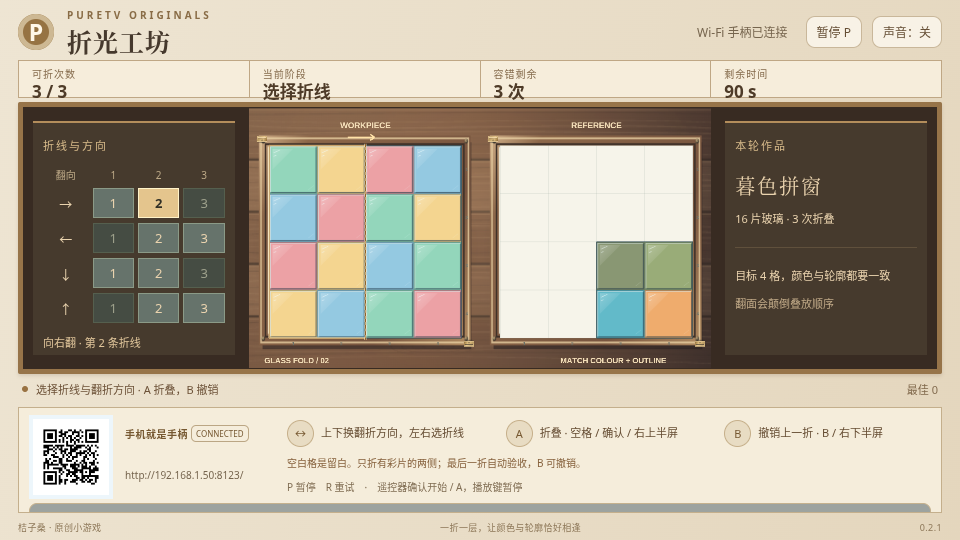 P
PURETV ORIGINALS
折光工坊
Wi-Fi 手柄已连接
暂停 P
声音：关
可折次数
3 / 3
当前阶段
选择折线
容错剩余
3 次
剩余时间
90 s
折线与方向
翻向 1 2 3
→ 1 2 3
← 1 2 3
↓ 1 2 3
↑ 1 2 3
向右翻 · 第 2 条折线
WORKPIECE
REFERENCE
GLASS FOLD / 02
MATCH COLOUR + OUTLINE
本轮作品
暮色拼窗
16 片玻璃 · 3 次折叠
目标 4 格，颜色与轮廓都要一致
翻面会颠倒叠放顺序
选择折线与翻折方向 · A 折叠，B 撤销
最佳 0
手机就是手柄 CONNECTED
http://192.168.1.50:8123/
↔ 上下换翻折方向，左右选折线
A 折叠 · 空格 / 确认 / 右上半屏
B 撤销上一折 · B / 右下半屏
空白格是留白。只折有彩片的两侧；最后一折自动验收，B 可撤销。
P 暂停 R 重试 · 遥控器确认开始 / A，播放键暂停
桔子桑 · 原创小游戏
一折一层，让颜色与轮廓恰好相逢
0.2.1